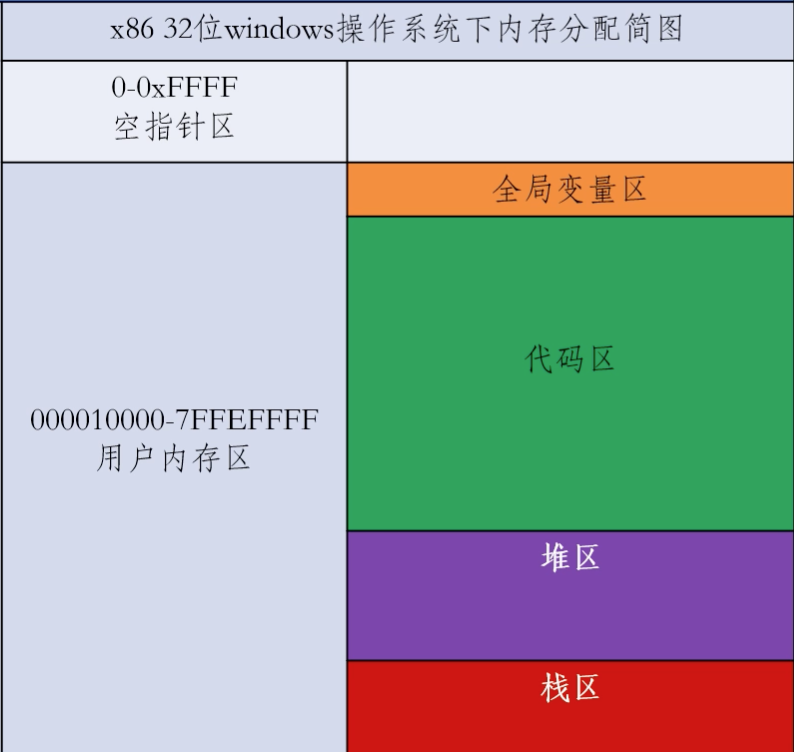 x86 32位windows操作系统下内存分配简图
0-0xFFFF
空指针区
全局变量区
代码区
000010000-7FFEFFFF
用户内存区
堆区
栈区